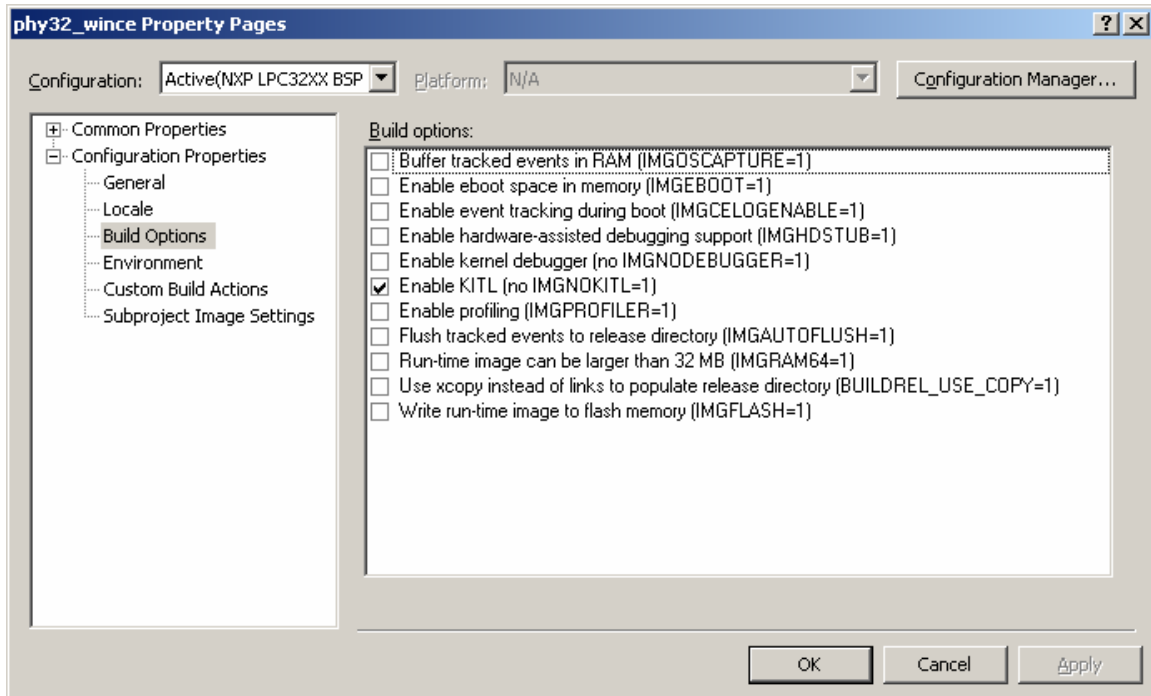 phy32_wince Property Pages
Configuration: Active(NXP LPC32XX BSP Platform: N/A Configuration Manager...
Common Properties
Configuration Properties
General
Locale
Build Options
Environment
Custom Build Actions
Subproject Image Settings
Build options:
Buffer tracked events in RAM (IMGOSCAPTURE=1)
Enable eboot space in memory (IMGEBOOT=1)
Enable event tracking during boot (IMGCELOGENABLE=1)
Enable hardware-assisted debugging support (IMGHDSTUB=1)
Enable kernel debugger (no IMGNODEBUGGER=1)
Enable KITL (no IMGNOKITL=1)
Enable profiling (IMGPROFILER=1)
Flush tracked events to release directory (IMGAUTOFLUSH=1)
Run-time image can be larger than 32 MB (IMGRAM64=1)
Use xcopy instead of links to populate release directory (BUILDREL_USE_COPY=1)
Write run-time image to flash memory (IMGFLASH=1)
OK Cancel Apply